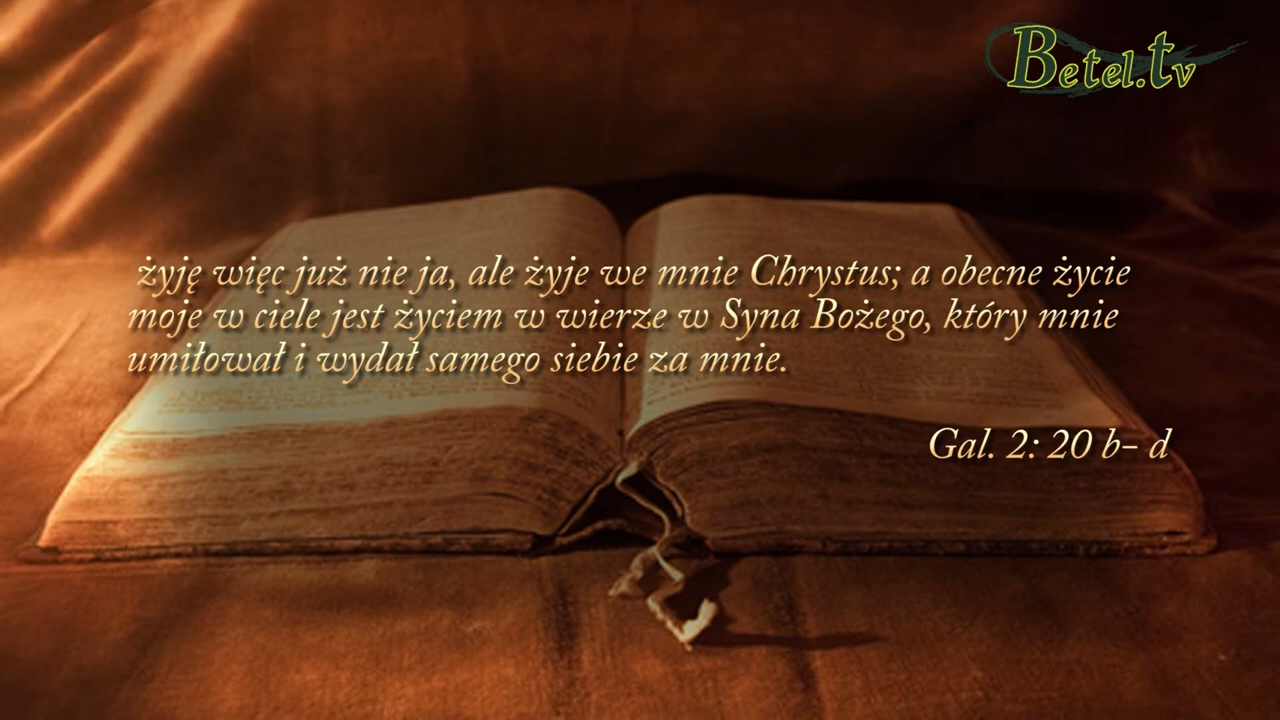 Betel.tv
żyję więc już nie ja, ale żyje we mnie Chrystus; a obecne życie
moje w ciele jest życiem w wierze w Syna Bożego, który mnie
umiłował i wydał samego siebie za mnie.
Gal. 2: 20 b- d